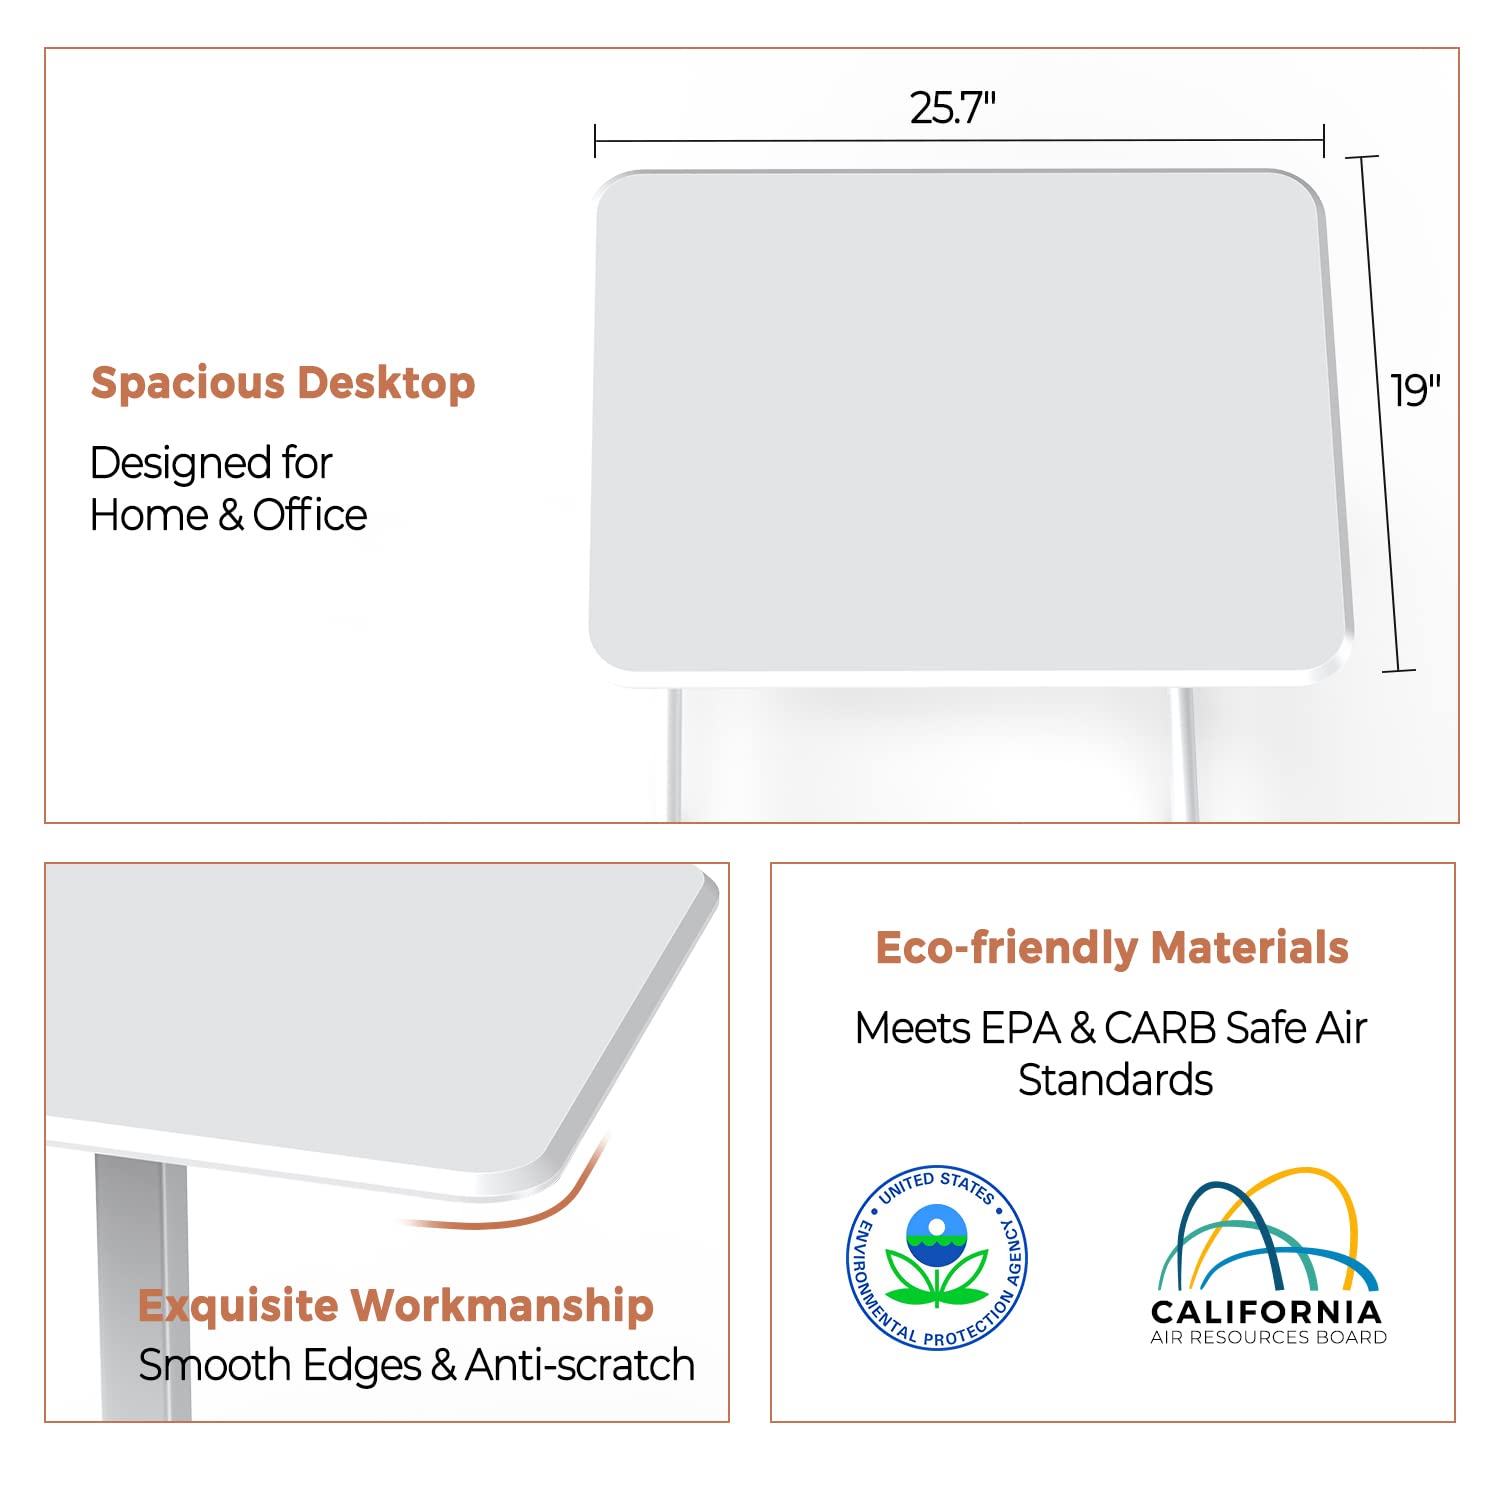 25.7"
19"
Spacious Desktop
Designed for
Home & Office
Exquisite Workmanship
Smooth Edges & Anti-scratch
Eco-friendly Materials
Meets EPA & CARB Safe Air
Standards
UNITED STATES
ENVIRONMENTAL PROTECTION AGENCY
CALIFORNIA
AIR RESOURCES BOARD